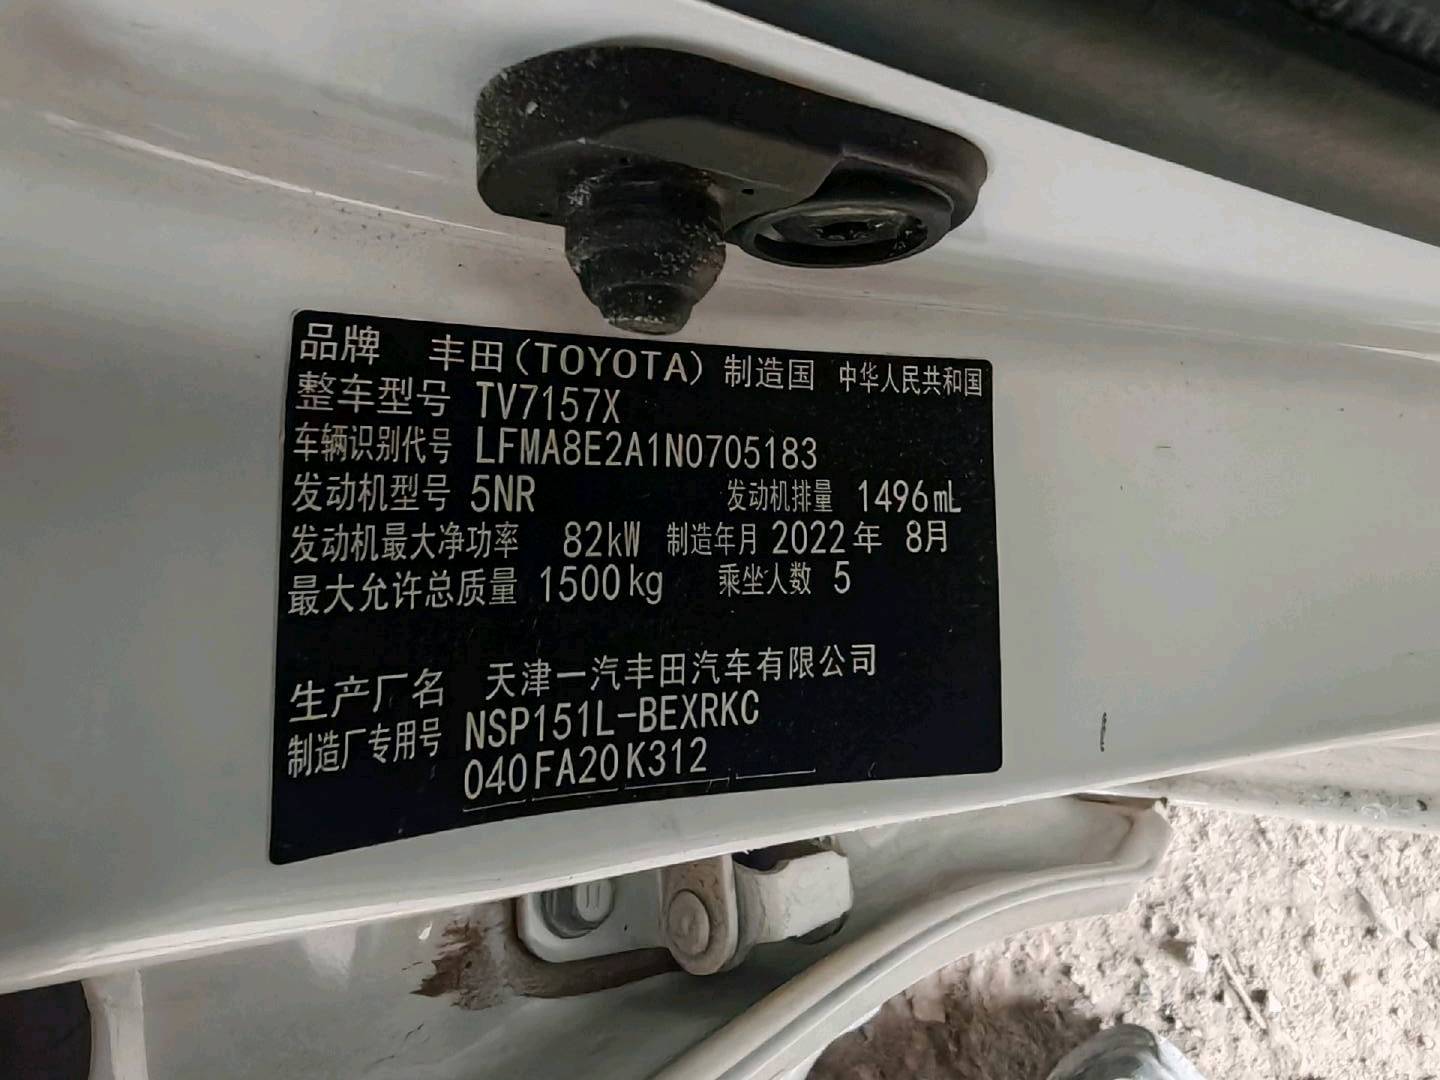 品牌 丰田(TOYOTA) 制造国 中华人民共和国
整车型号 TV7157X
车辆识别代号 LFMA8E2A1N0705183
发动机型号 5NR 发动机排量 1496mL
发动机最大净功率 82kW 制造年月 2022年 8月
最大允许总质量 1500kg 乘坐人数 5
生产厂名 天津一汽丰田汽车有限公司
制造厂专用号 NSP151L-BEXRKC
040FA20K312